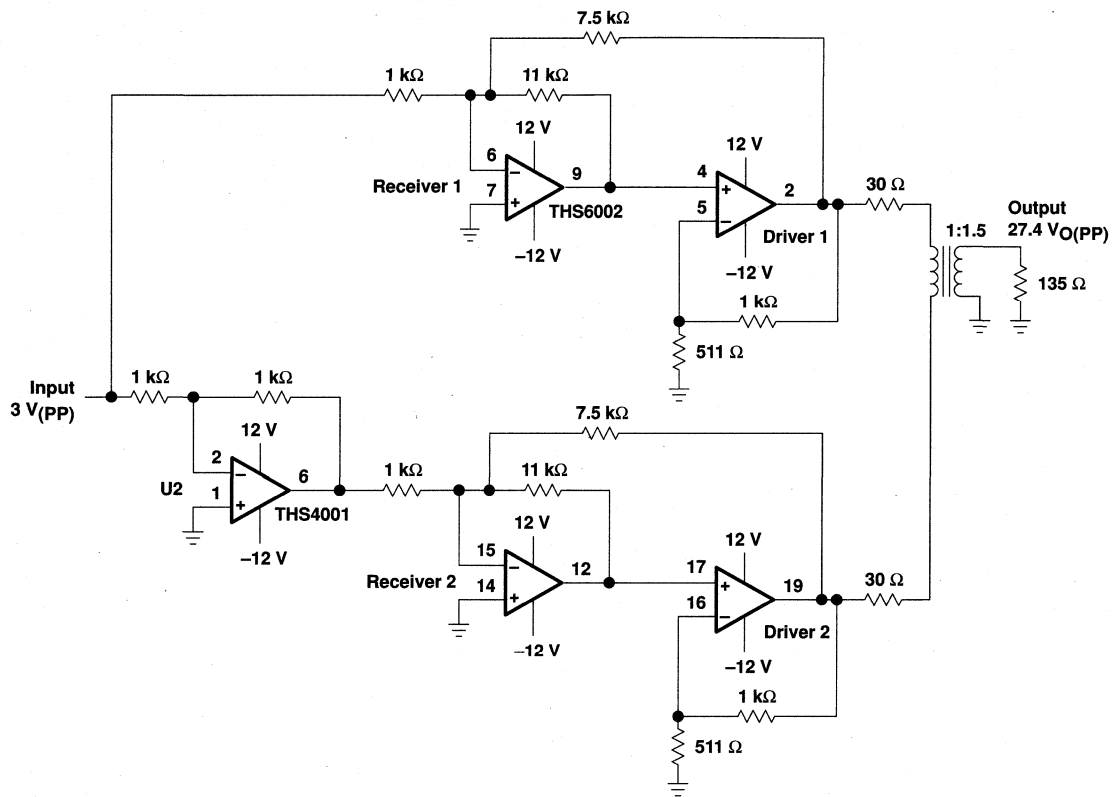 7.5 kΩ
1 kΩ
11 kΩ
12 V
6
7
−
+
9
Receiver 1
THS6002
–12 V
12 V
4
5
+
−
2
Driver 1
–12 V
30 Ω
1:1.5
Output
27.4 VO(PP)
135 Ω
1 kΩ
511 Ω
Input
3 V(PP)
1 kΩ
1 kΩ
12 V
2
1
−
+
6
U2
THS4001
–12 V
7.5 kΩ
1 kΩ
11 kΩ
12 V
15
14
−
+
12
Receiver 2
–12 V
12 V
17
16
+
−
19
Driver 2
–12 V
30 Ω
1 kΩ
511 Ω